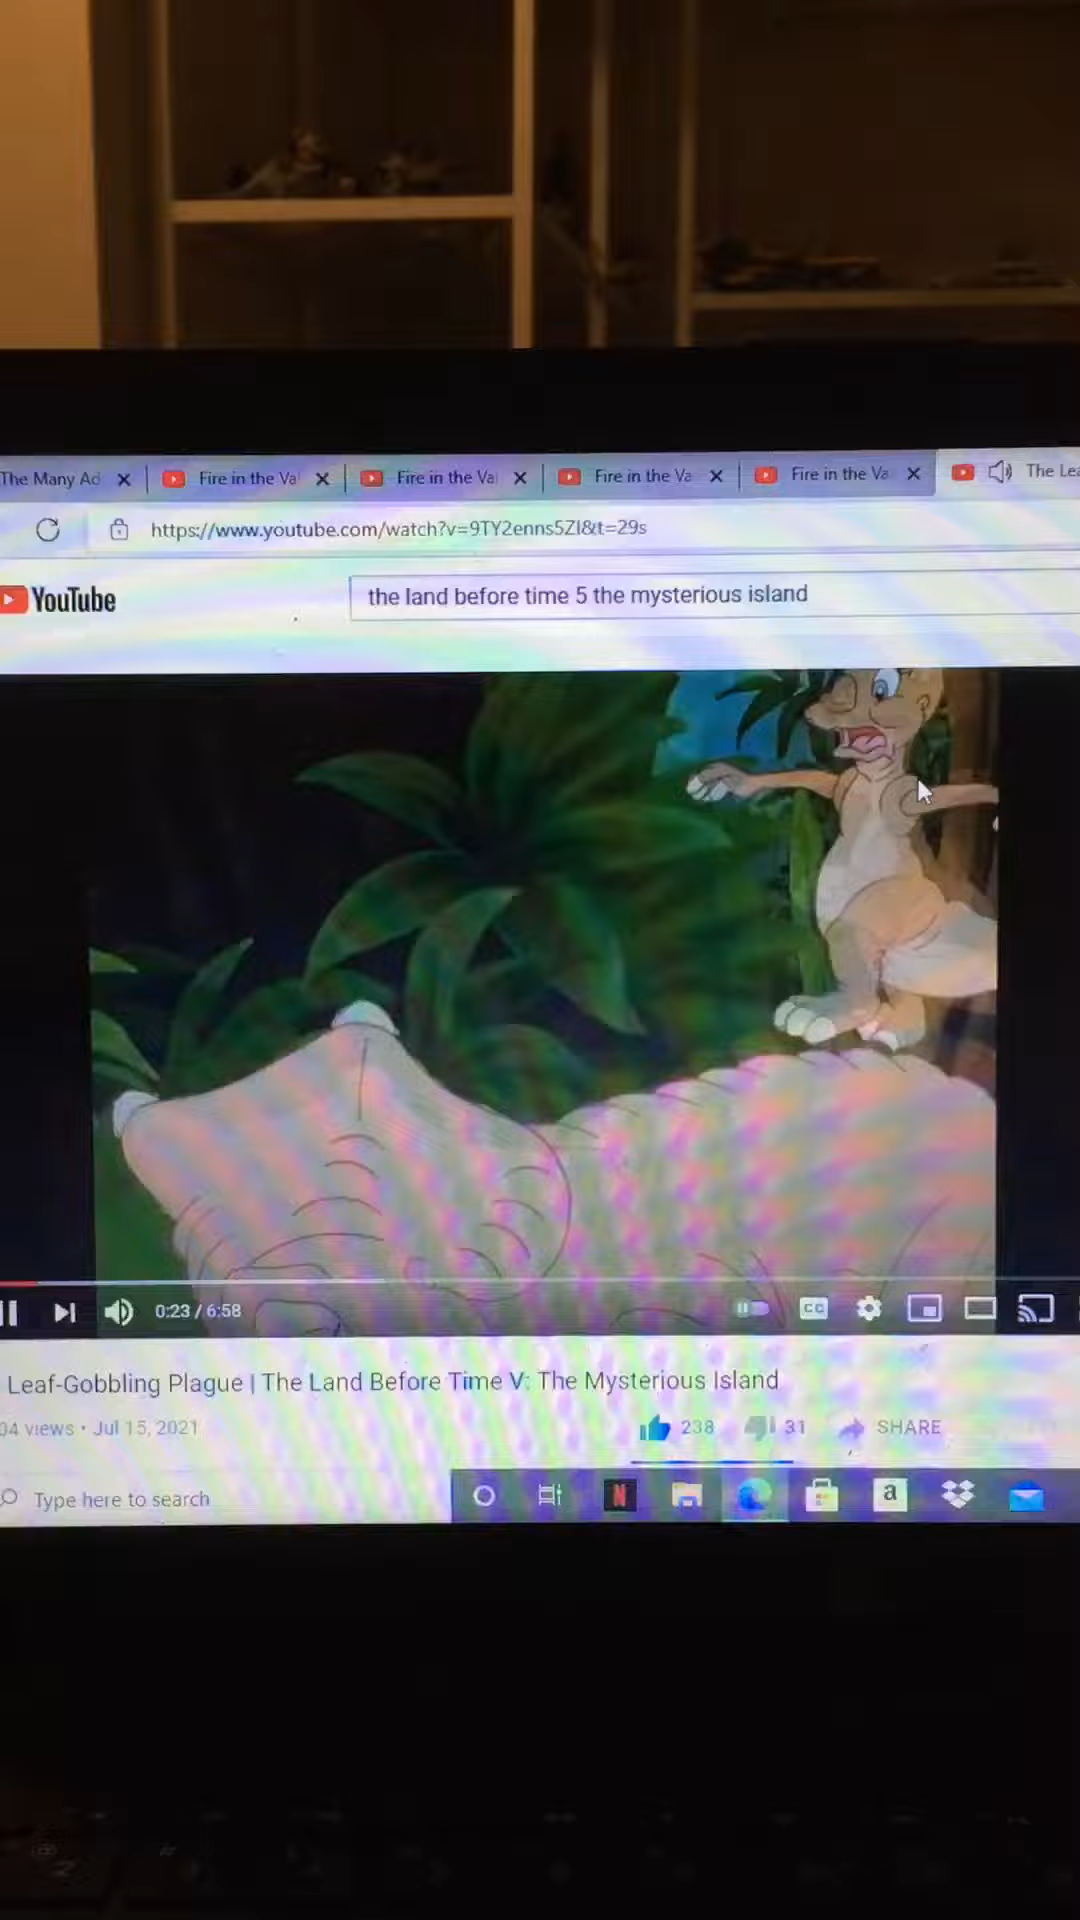 The Many Ad
Fire in the Va
Fire in the Va
Fire in the Va
Fire in the Va
The Lea
https://www.youtube.com/watch?v=9TY2enns5ZI&t=29s
YouTube
the land before time 5 the mysterious island
0:23 / 6:58
CC
Leaf-Gobbling Plague | The Land Before Time V: The Mysterious Island
04 views • Jul 15, 2021
238
31
SHARE
Type here to search
N
a